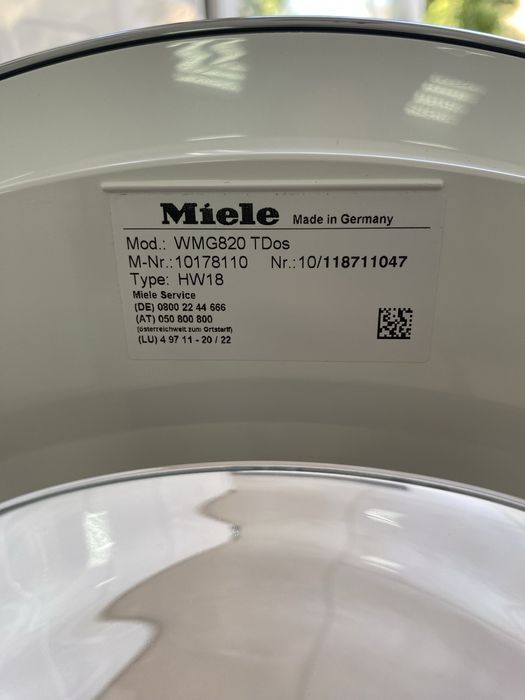 Miele Made in Germany
Mod.: WMG820 TDos
M-Nr.:10178110 Nr.:10/118711047
Type: HW18
Miele Service
(DE) 0800 22 44 666
(AT) 050 800 800
(österreichweit zum Ortstarif)
(LU) 4 97 11 - 20 / 22